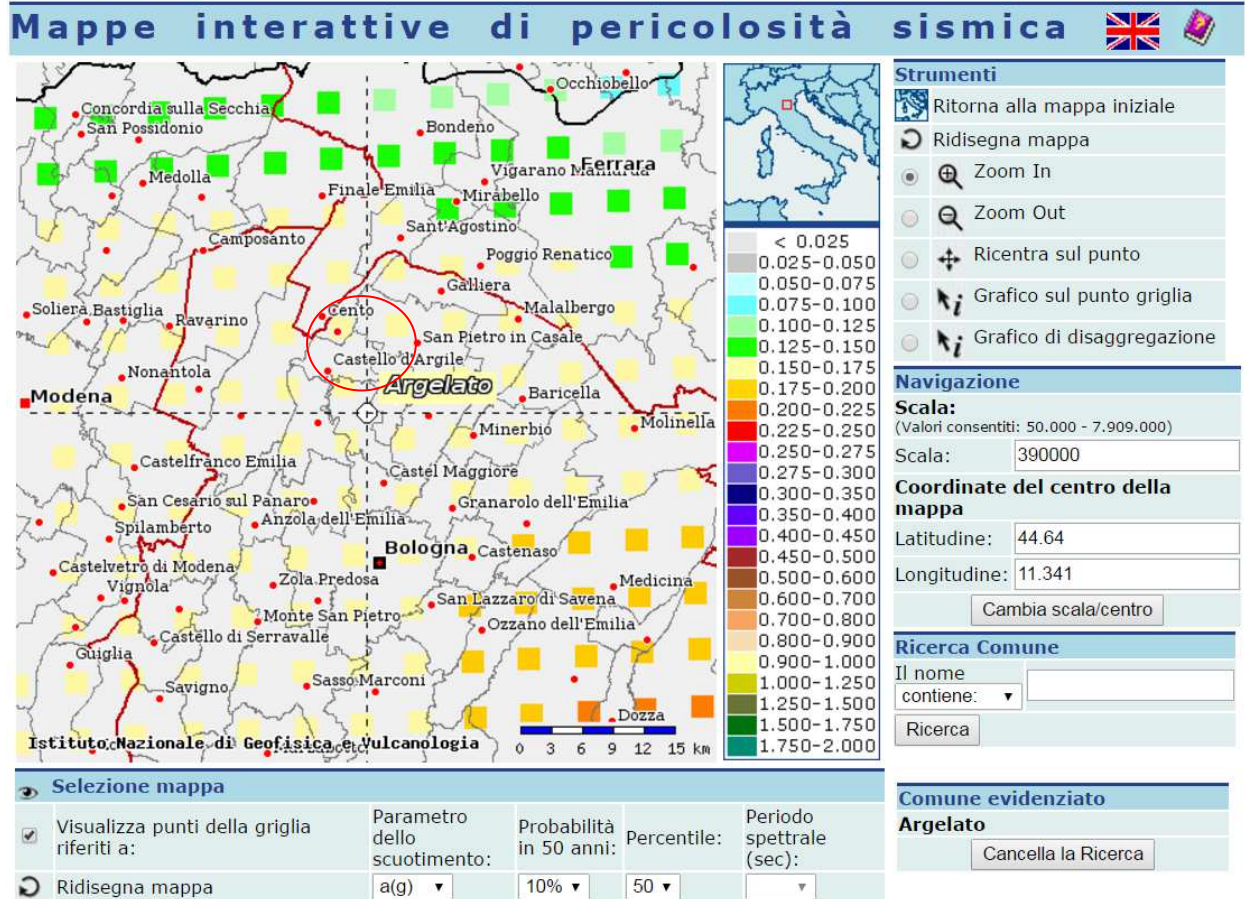 Mappe interattive di pericolosità sismica
Occhiobello
Concordia sulla Secchia
San Possidonio
Bondeno
Ferrara
Vigarano Mainarda
Medolla
Finale Emilia
Mirabello
Sant'Agostino
Camposanto
Poggio Renatico
Galliera
Soliera
Bastiglia
Ravarino
Cento
Malalbergo
San Pietro in Casale
Castello d'Argile
Nonantola
Argelato
Modena
Baricella
Minerbio
Molinella
Castelfranco Emilia
Castel Maggiore
San Cesario sul Panaro
Granarolo dell'Emilia
Spilamberto
Anzola dell'Emilia
Bologna
Castenaso
Castelvetro di Modena
Vignola
Zola Predosa
Medicina
San Lazzaro di Savena
Monte San Pietro
Ozzano dell'Emilia
Castello di Serravalle
Guiglia
Savigno
Sasso Marconi
Dozza
Istituto Nazionale di Geofisica e Vulcanologia
0 3 6 9 12 15 km
< 0.025
0.025-0.050
0.050-0.075
0.075-0.100
0.100-0.125
0.125-0.150
0.150-0.175
0.175-0.200
0.200-0.225
0.225-0.250
0.250-0.275
0.275-0.300
0.300-0.350
0.350-0.400
0.400-0.450
0.450-0.500
0.500-0.600
0.600-0.700
0.700-0.800
0.800-0.900
0.900-1.000
1.000-1.250
1.250-1.500
1.500-1.750
1.750-2.000
Strumenti
Ritorna alla mappa iniziale
Ridisegna mappa
Zoom In
Zoom Out
Ricentra sul punto
Grafico sul punto griglia
Grafico di disaggregazione
Navigazione
Scala:
(Valori consentiti: 50.000 - 7.909.000)
Scala: 390000
Coordinate del centro della
mappa
Latitudine: 44.64
Longitudine: 11.341
Cambia scala/centro
Ricerca Comune
Il nome
contiene:
Ricerca
Selezione mappa
Visualizza punti della griglia
riferiti a:
Parametro
dello
scuotimento:
Probabilità
in 50 anni:
Percentile:
Periodo
spettrale
(sec):
Ridisegna mappa
a(g)
10%
50
Comune evidenziato
Argelato
Cancella la Ricerca